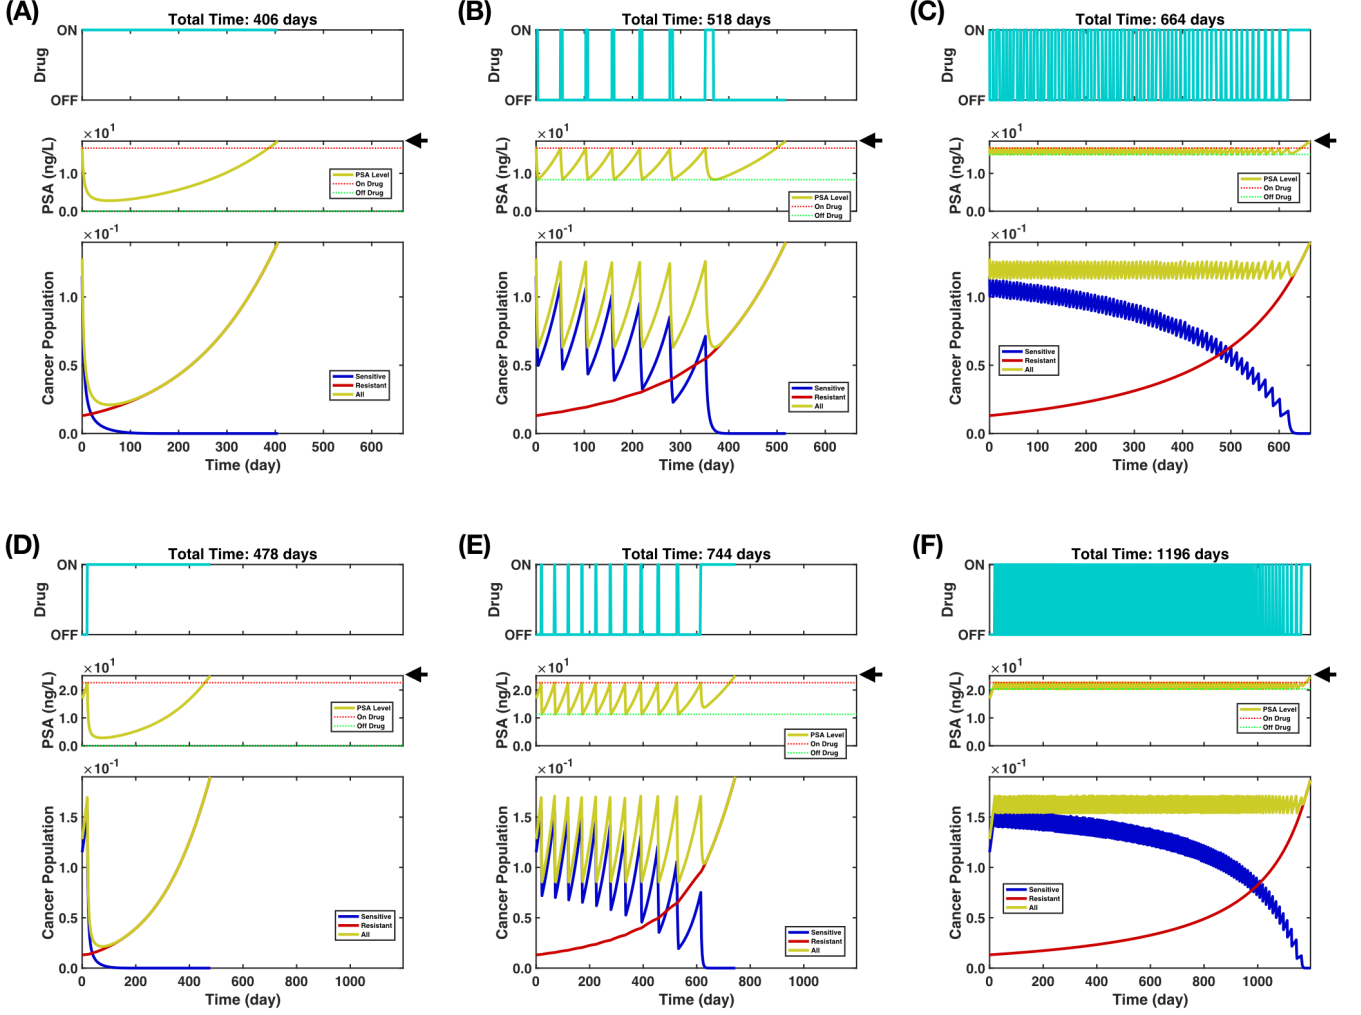 (A)
Total Time: 406 days
ON
OFF
Drug
×10^1
1.0
0.0
PSA (ng/L)
PSA Level
On Drug
Off Drug
×10^-1
1.0
0.5
0.0
Cancer Population
Sensitive
Resistant
All
0 100 200 300 400 500 600
Time (day)
(B)
Total Time: 518 days
ON
OFF
Drug
×10^1
1.0
0.0
PSA (ng/L)
PSA Level
On Drug
Off Drug
×10^-1
1.0
0.5
0.0
Cancer Population
Sensitive
Resistant
All
0 100 200 300 400 500 600
Time (day)
(C)
Total Time: 664 days
ON
OFF
Drug
×10^1
1.0
0.0
PSA (ng/L)
PSA Level
On Drug
Off Drug
×10^-1
1.0
0.5
0.0
Cancer Population
Sensitive
Resistant
All
0 100 200 300 400 500 600
Time (day)
(D)
Total Time: 478 days
ON
OFF
Drug
×10^1
2.0
1.0
0.0
PSA (ng/L)
PSA Level
On Drug
Off Drug
×10^-1
1.5
1.0
0.5
0.0
Cancer Population
Sensitive
Resistant
All
0 200 400 600 800 1000
Time (day)
(E)
Total Time: 744 days
ON
OFF
Drug
×10^1
2.0
1.0
0.0
PSA (ng/L)
PSA Level
On Drug
Off Drug
×10^-1
1.5
1.0
0.5
0.0
Cancer Population
Sensitive
Resistant
All
0 200 400 600 800 1000
Time (day)
(F)
Total Time: 1196 days
ON
OFF
Drug
×10^1
2.0
1.0
0.0
PSA (ng/L)
PSA Level
On Drug
Off Drug
×10^-1
1.5
1.0
0.5
0.0
Cancer Population
Sensitive
Resistant
All
0 200 400 600 800 1000
Time (day)